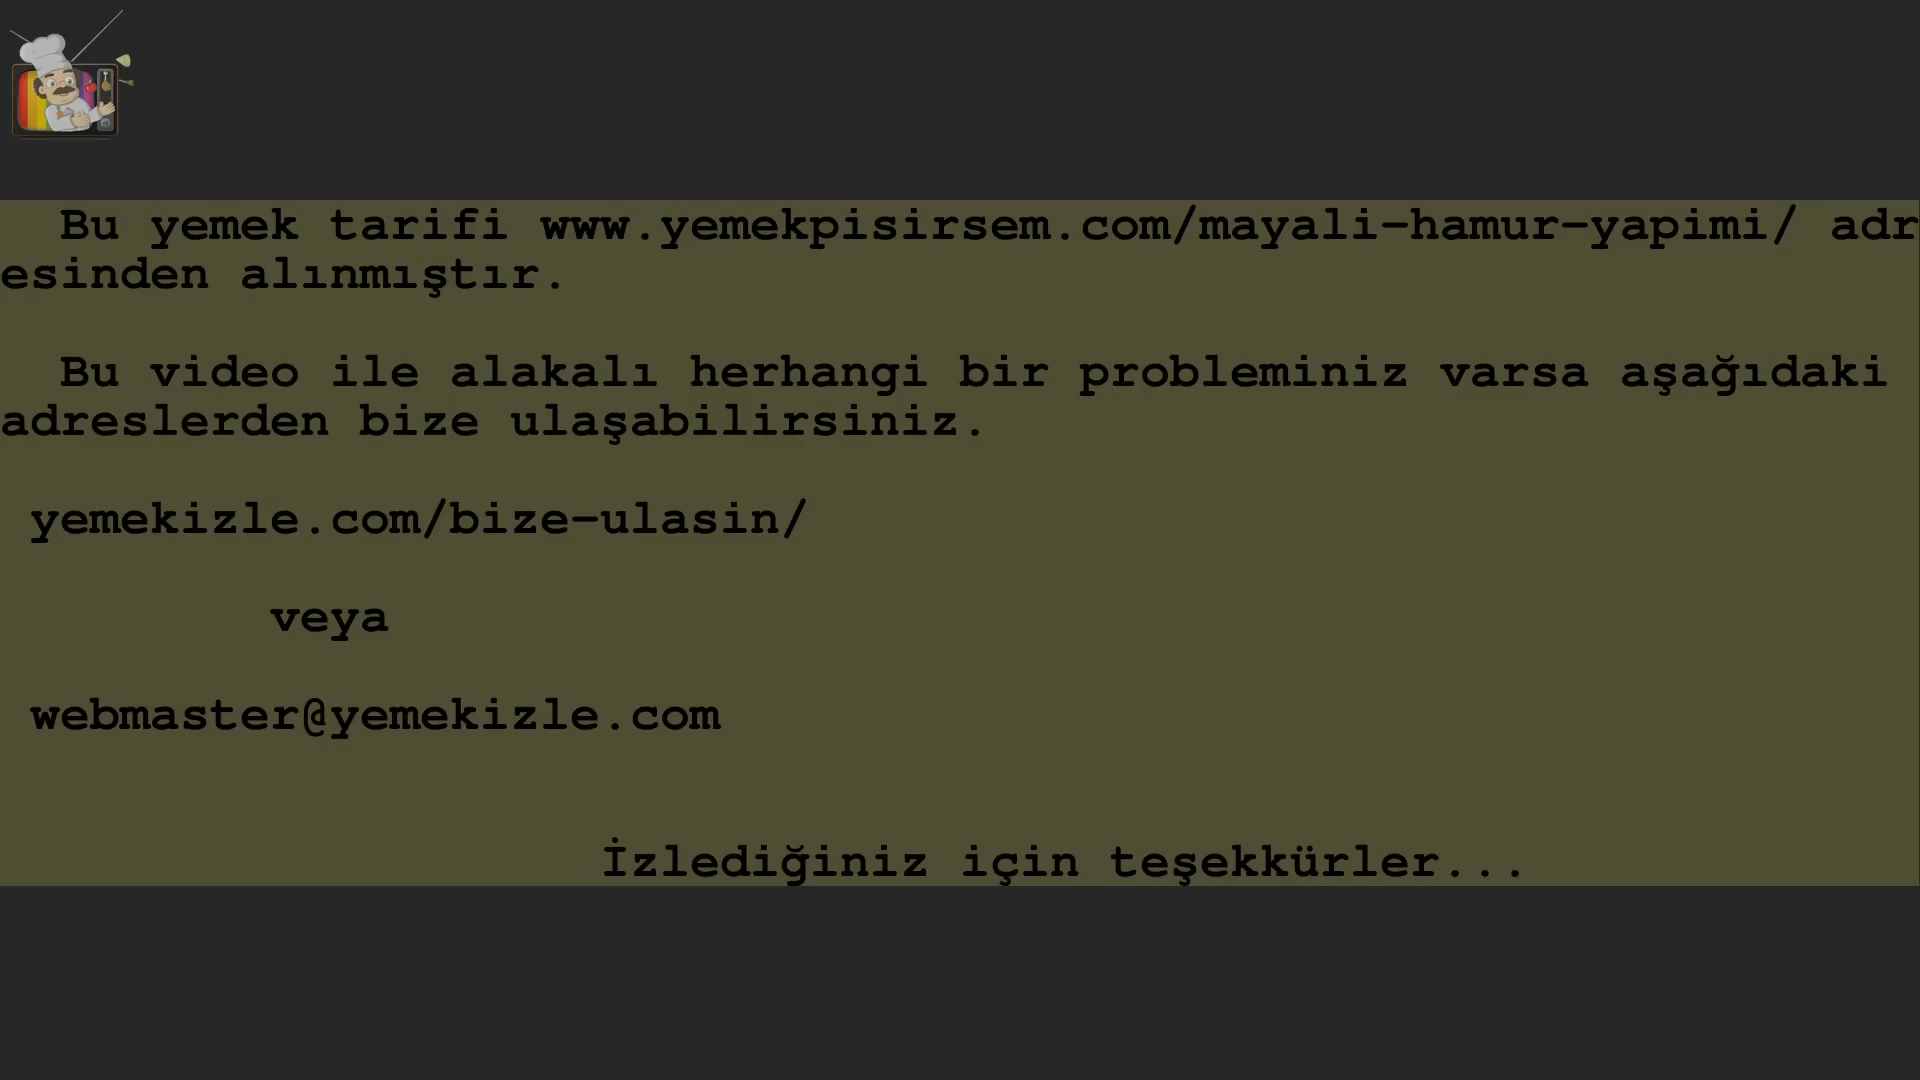 Bu yemek tarifi www.yemekpisirsem.com/mayali-hamur-yapimi/ adr
esinden alınmıştır.
Bu video ile alakalı herhangi bir probleminiz varsa aşağıdaki
adreslerden bize ulaşabilirsiniz.
yemekizle.com/bize-ulasin/
veya
webmaster@yemekizle.com
İzlediğiniz için teşekkürler...